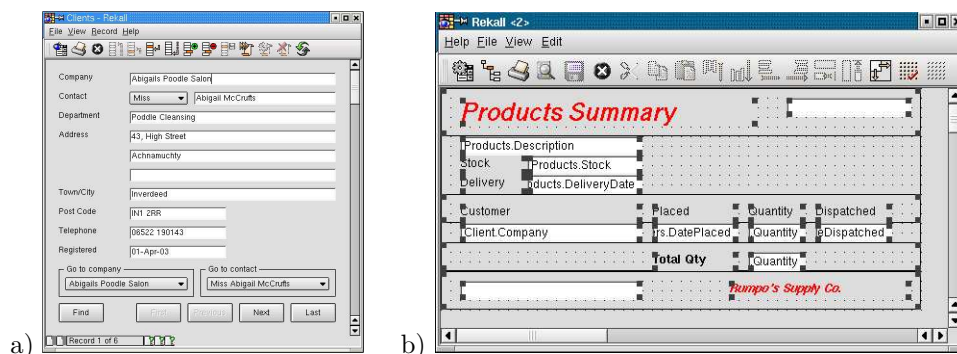 Clients - Rekall
File View Record Help
Company Abigails Poodle Salon
Contact Miss Abigail McCrufts
Department Poddle Cleansing
Address 43, High Street
Achnamuchty
Town/City Inverdeed
Post Code IN1 2RR
Telephone 06522 190143
Registered 01-Apr-03
Go to company Go to contact
Abigails Poodle Salon Miss Abigail McCrufts
Find First Previous Next Last
Record 1 of 6
a)
Rekall <2>
Help File View Edit
Products Summary
Products.Description
Stock Products.Stock
Delivery oducts.DeliveryDate
Customer Placed Quantity Dispatched
Client.Company rs.DatePlaced Quantity eDispatched
Total Qty Quantity
Rumpo's Supply Co.
b)